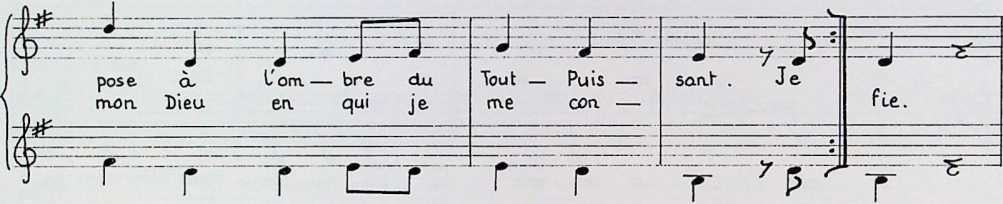 pose à l'om — bre du Tout — Puis — sant. Je
mon Dieu en qui je me con — fie.